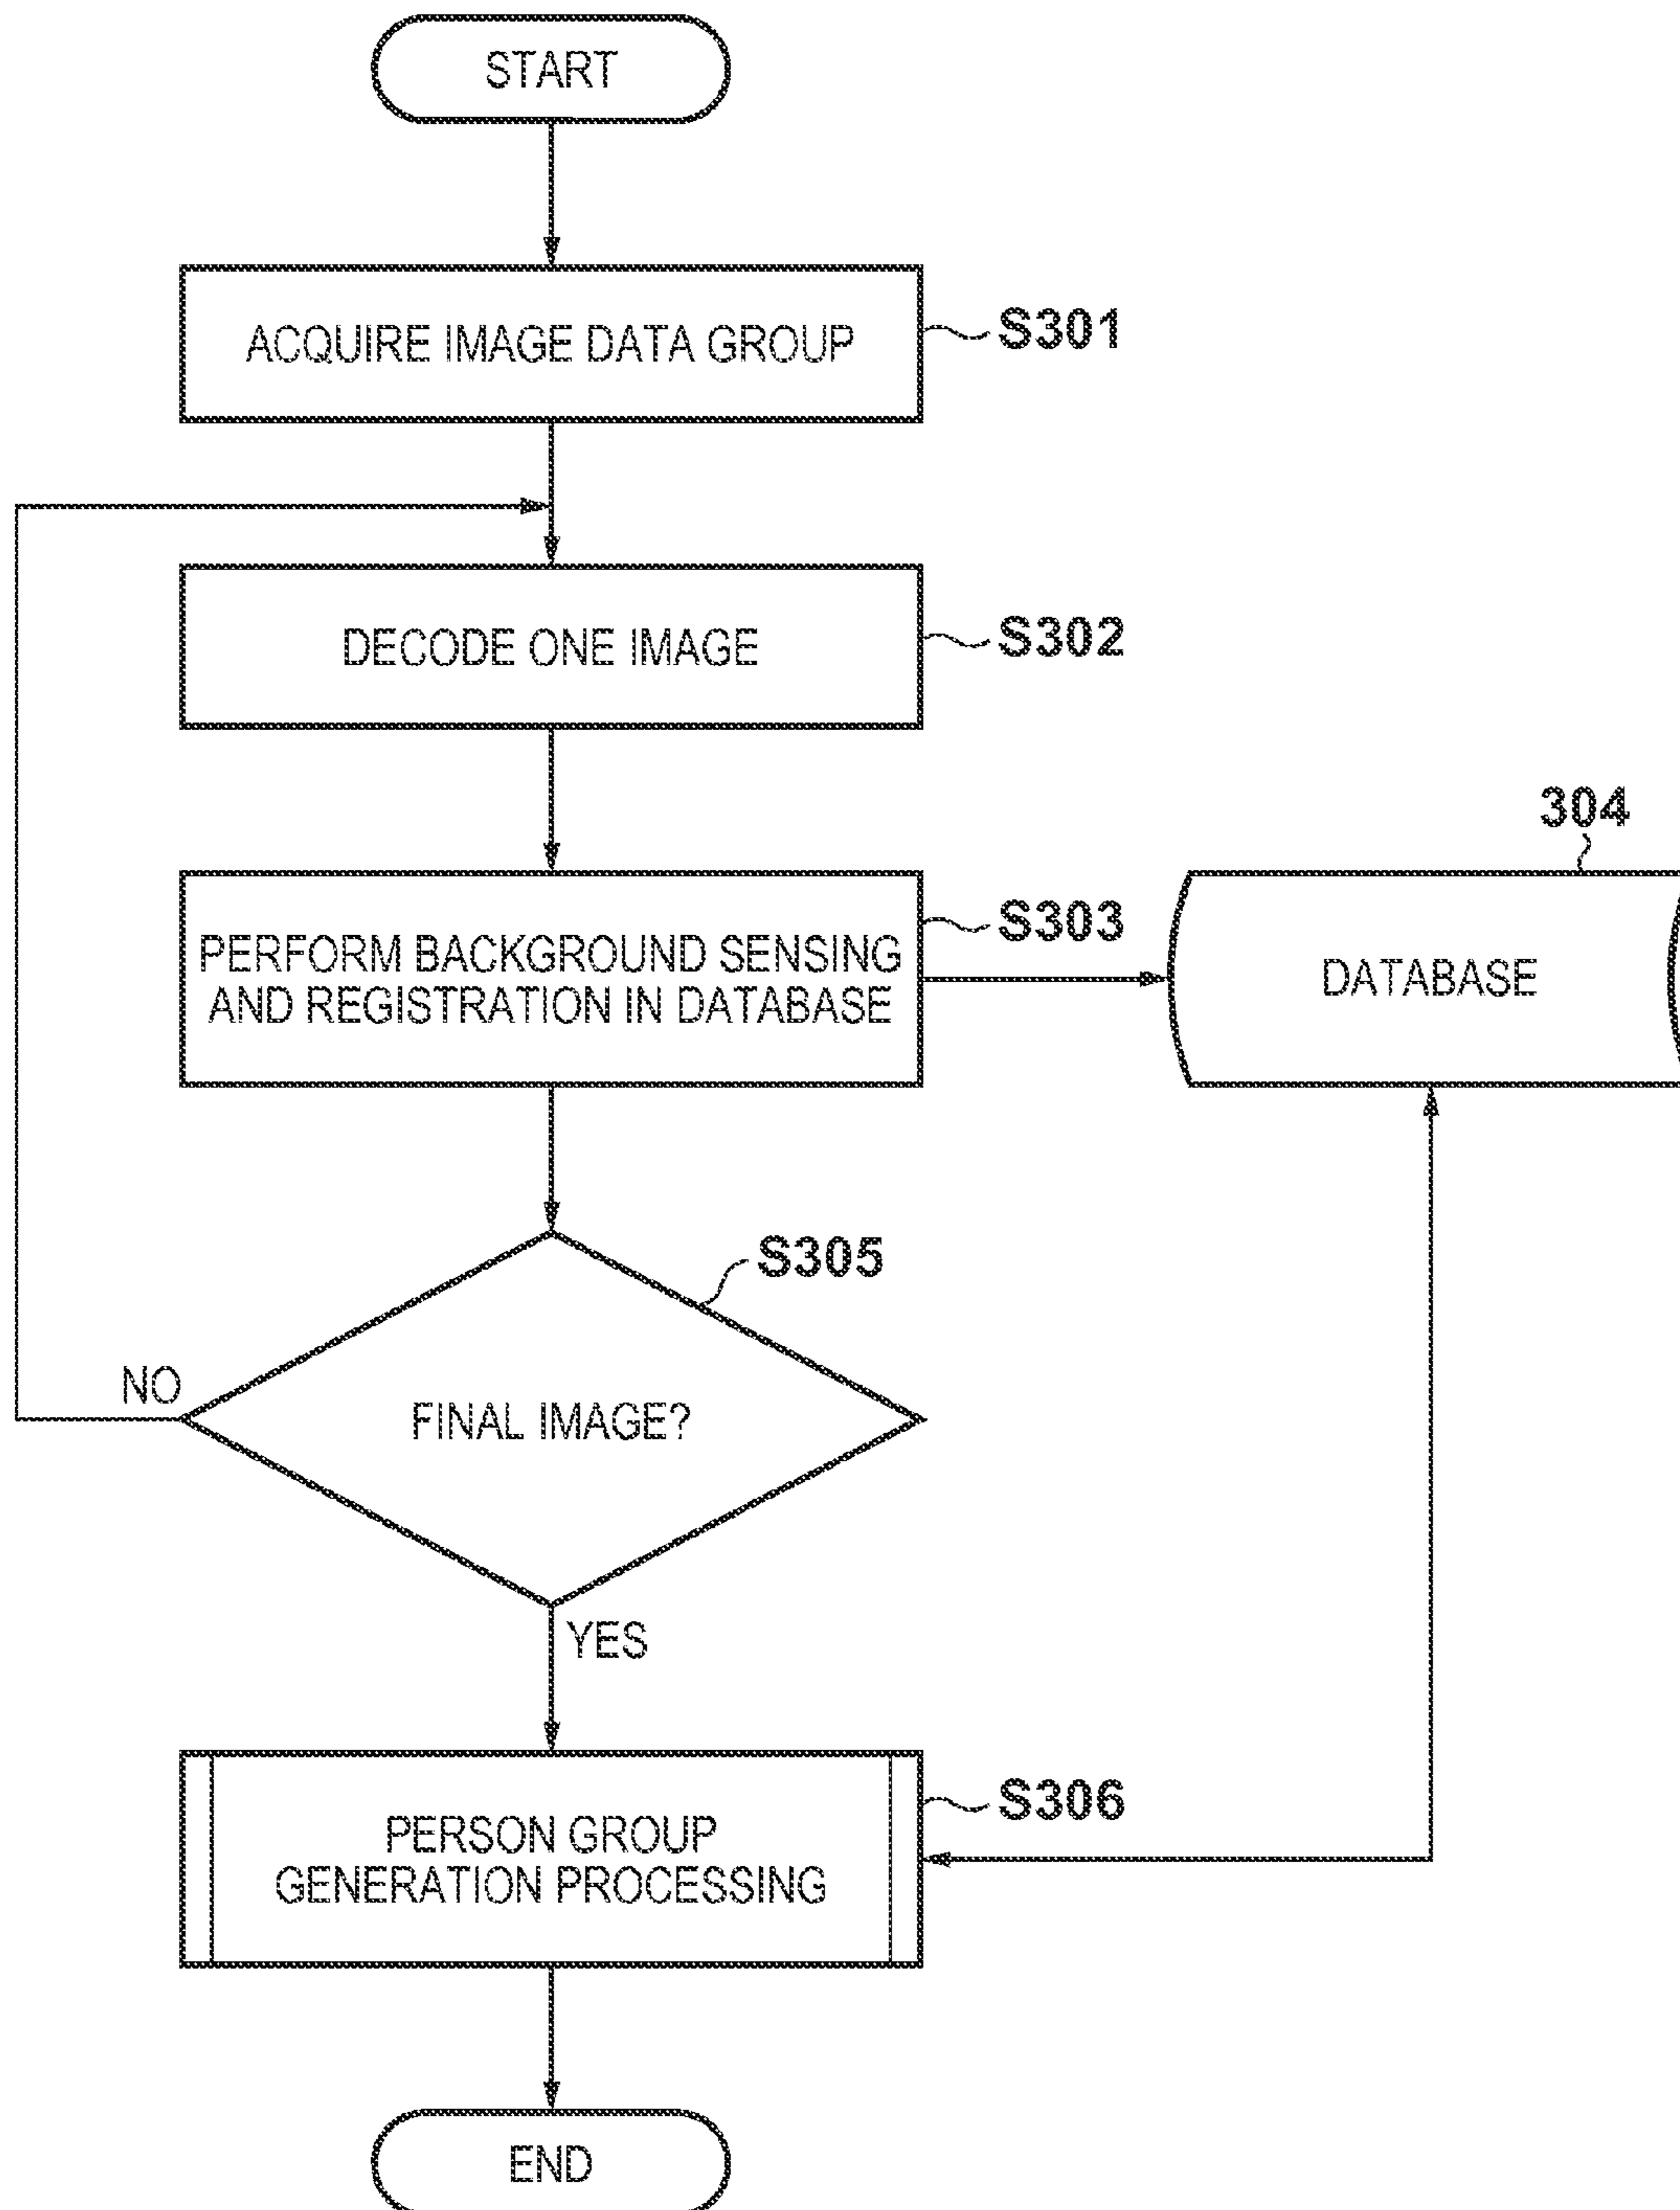 START
ACQUIRE IMAGE DATA GROUP
S301
DECODE ONE IMAGE
S302
304
PERFORM BACKGROUND SENSING
AND REGISTRATION IN DATABASE
S303
DATABASE
S305
NO
FINAL IMAGE?
YES
PERSON GROUP
GENERATION PROCESSING
S306
END